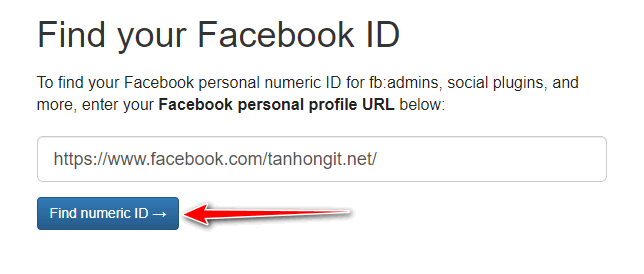 Find your Facebook ID
To find your Facebook personal numeric ID for fb:admins, social plugins, and
more, enter your Facebook personal profile URL below:
https://www.facebook.com/tanhongit.net/
Find numeric ID →